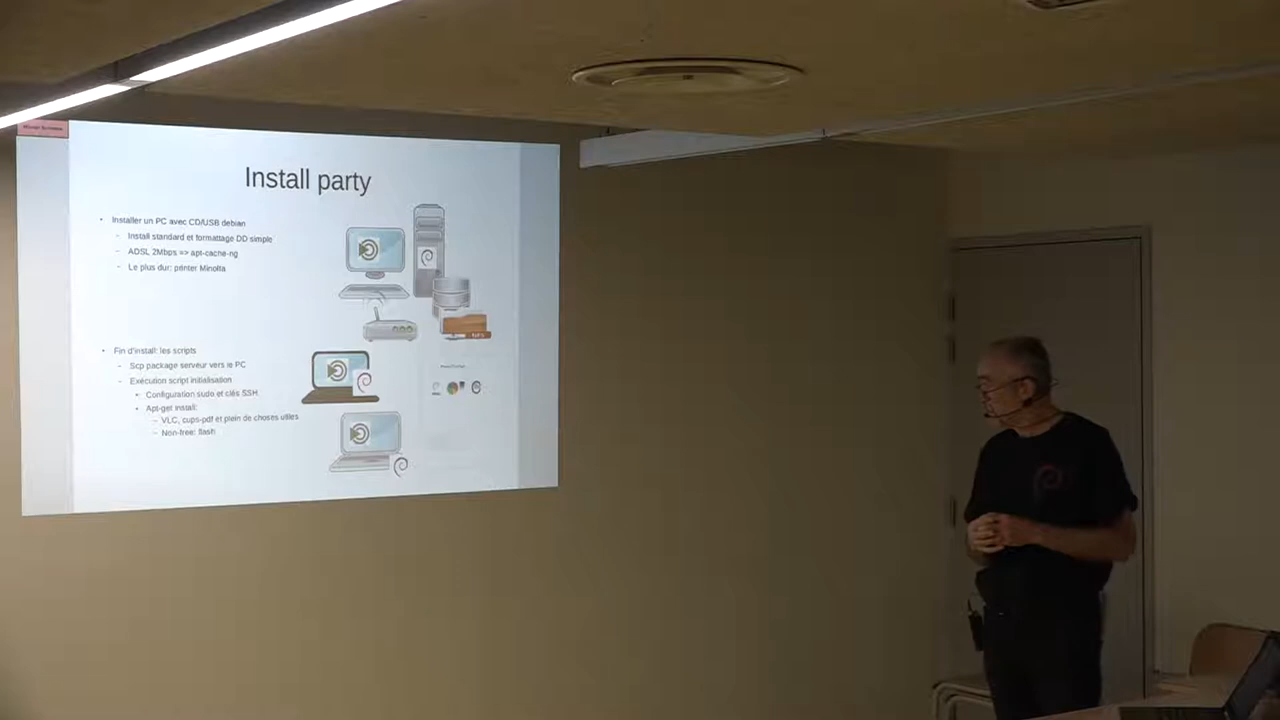 Install party
• Installer un PC avec CD/USB debian
– Install standard et formattage DD simple
– ADSL 2Mbps => apt-cache-ng
– Le plus dur: printer Minolta
• Fin d'install: les scripts
– Scp package serveur vers le PC
– Exécution script initialisation
• Configuration sudo et clés SSH.
• Apt-get install:
– VLC, cups-pdf et plein de choses utiles
– Non-free: flash